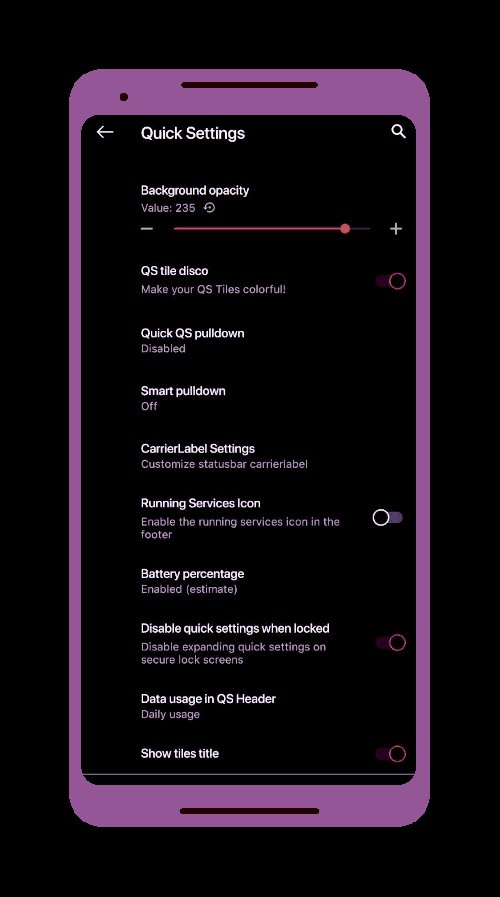 Quick Settings
Background opacity
Value: 235
QS tile disco
Make your QS Tiles colorful!
Quick QS pulldown
Disabled
Smart pulldown
Off
CarrierLabel Settings
Customize statusbar carrierlabel
Running Services Icon
Enable the running services icon in the
footer
Battery percentage
Enabled (estimate)
Disable quick settings when locked
Disable expanding quick settings on
secure lock screens
Data usage in QS Header
Daily usage
Show tiles title